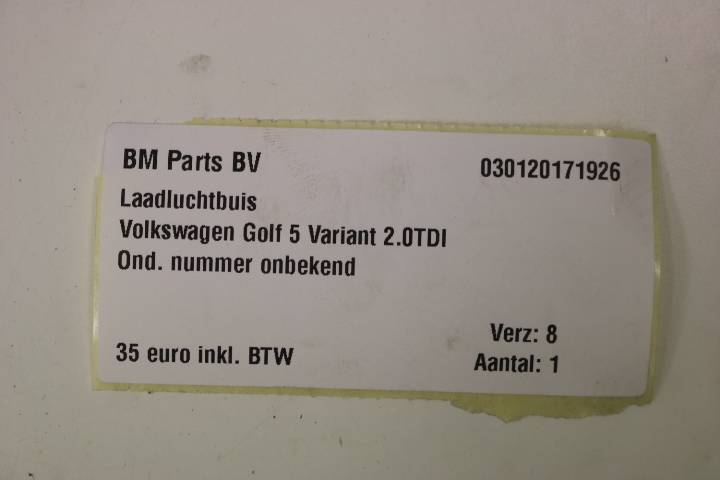 BM Parts BV 030120171926
Laadluchtbuis
Volkswagen Golf 5 Variant 2.0TDI
Ond. nummer onbekend
Verz: 8
35 euro inkl. BTW Aantal: 1